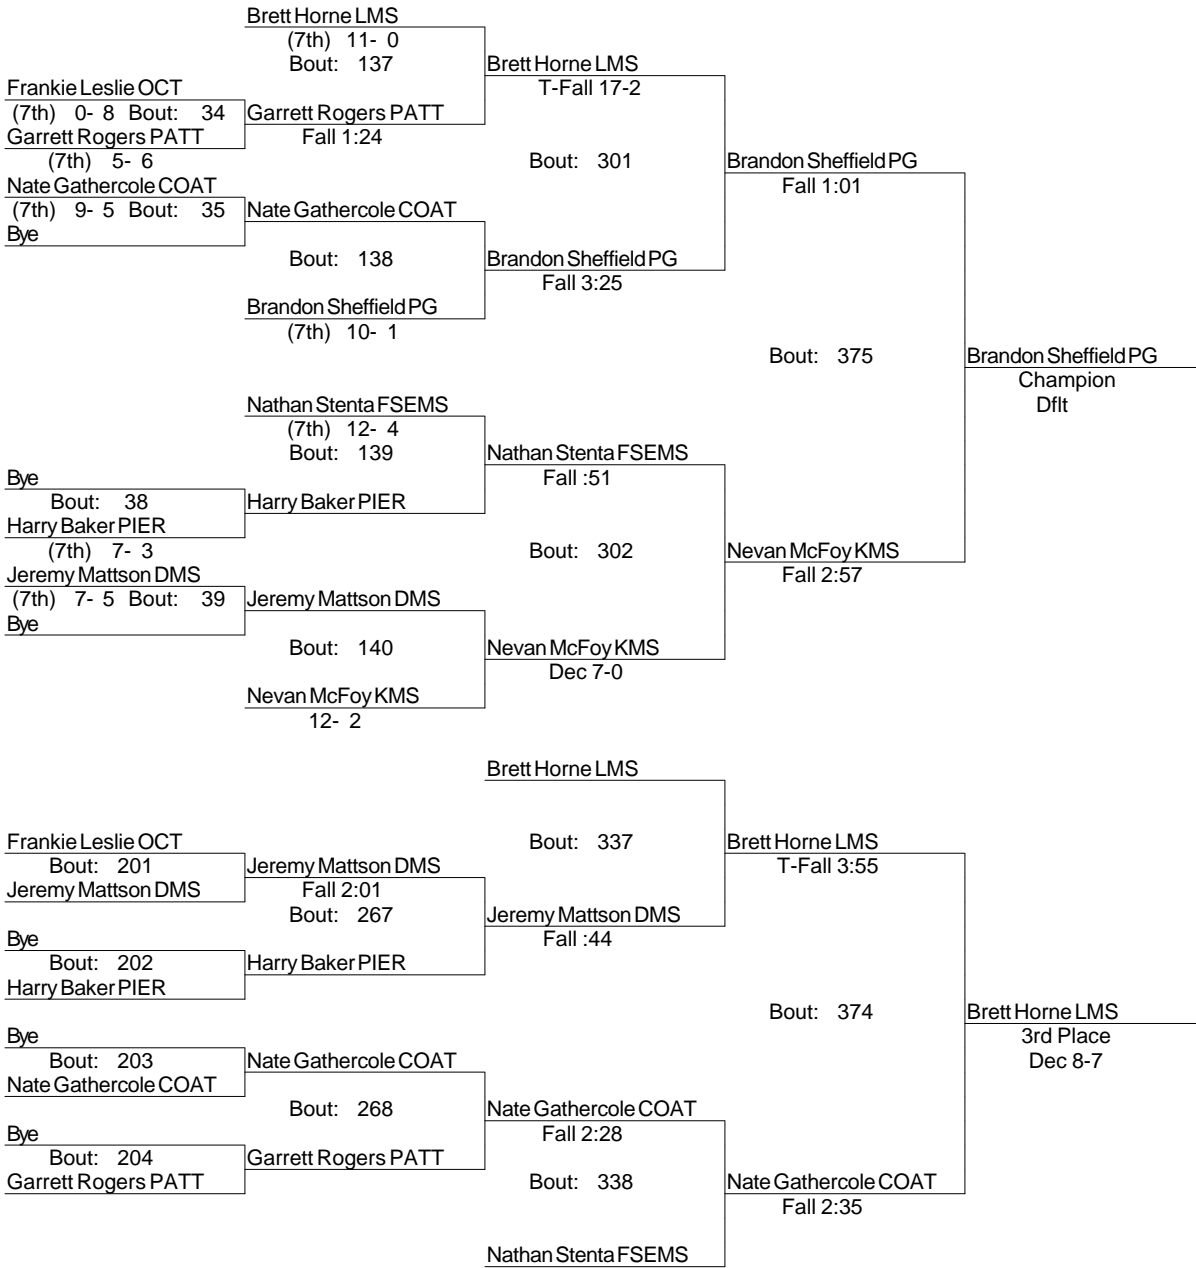 Brett Horne LMS
(7th) 11- 0
Bout: 137
Brett Horne LMS
T-Fall 17-2
Frankie Leslie OCT
(7th) 0- 8 Bout: 34
Garrett Rogers PATT
Garrett Rogers PATT
Fall 1:24
(7th) 5- 6
Bout: 301
Brandon Sheffield PG
Fall 1:01
Nate Gathercole COAT
(7th) 9- 5 Bout: 35
Nate Gathercole COAT
Bye
Bout: 138
Brandon Sheffield PG
Fall 3:25
Brandon Sheffield PG
(7th) 10- 1
Bout: 375
Brandon Sheffield PG
Champion
Dflt
Nathan Stenta FSEMS
(7th) 12- 4
Bout: 139
Nathan Stenta FSEMS
Fall :51
Bye
Bout: 38
Harry Baker PIER
Harry Baker PIER
(7th) 7- 3
Bout: 302
Nevan McFoy KMS
Fall 2:57
Jeremy Mattson DMS
(7th) 7- 5 Bout: 39
Jeremy Mattson DMS
Bye
Bout: 140
Nevan McFoy KMS
Dec 7-0
Nevan McFoy KMS
12- 2
Brett Horne LMS
Bout: 337
Brett Horne LMS
T-Fall 3:55
Frankie Leslie OCT
Bout: 201
Jeremy Mattson DMS
Jeremy Mattson DMS
Fall 2:01
Bout: 267
Jeremy Mattson DMS
Fall :44
Bye
Bout: 202
Harry Baker PIER
Harry Baker PIER
Bout: 374
Brett Horne LMS
3rd Place
Dec 8-7
Bye
Bout: 203
Nate Gathercole COAT
Nate Gathercole COAT
Bout: 268
Nate Gathercole COAT
Fall 2:28
Bye
Bout: 204
Garrett Rogers PATT
Garrett Rogers PATT
Bout: 338
Nate Gathercole COAT
Fall 2:35
Nathan Stenta FSEMS